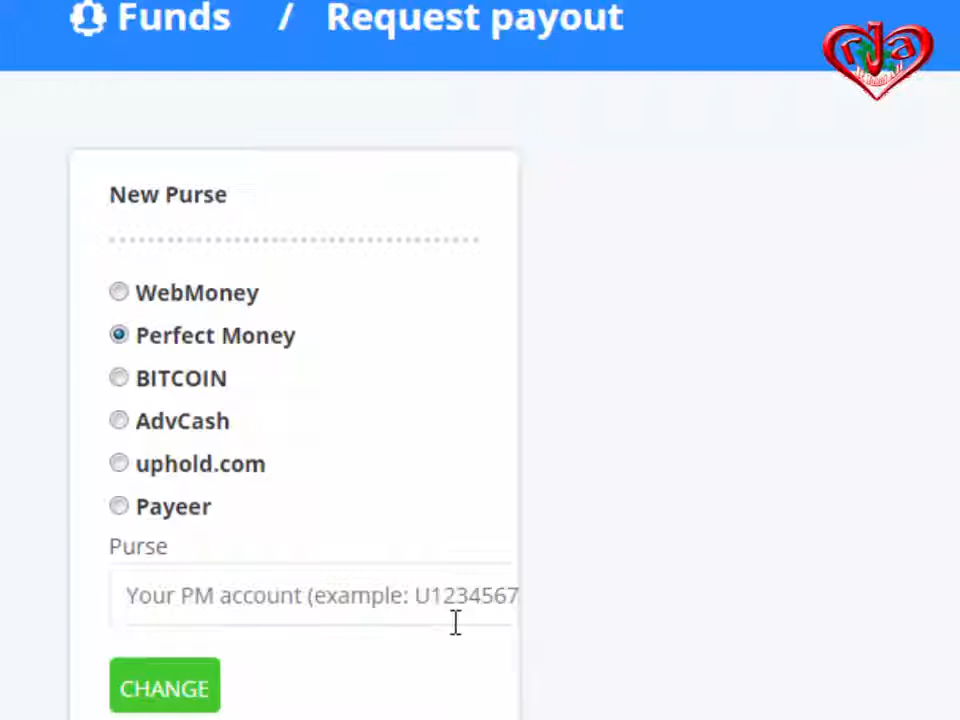 Funds / Request payout
rja
New Purse
WebMoney
Perfect Money
BITCOIN
AdvCash
uphold.com
Payeer
Purse
Your PM account (example: U1234567
CHANGE